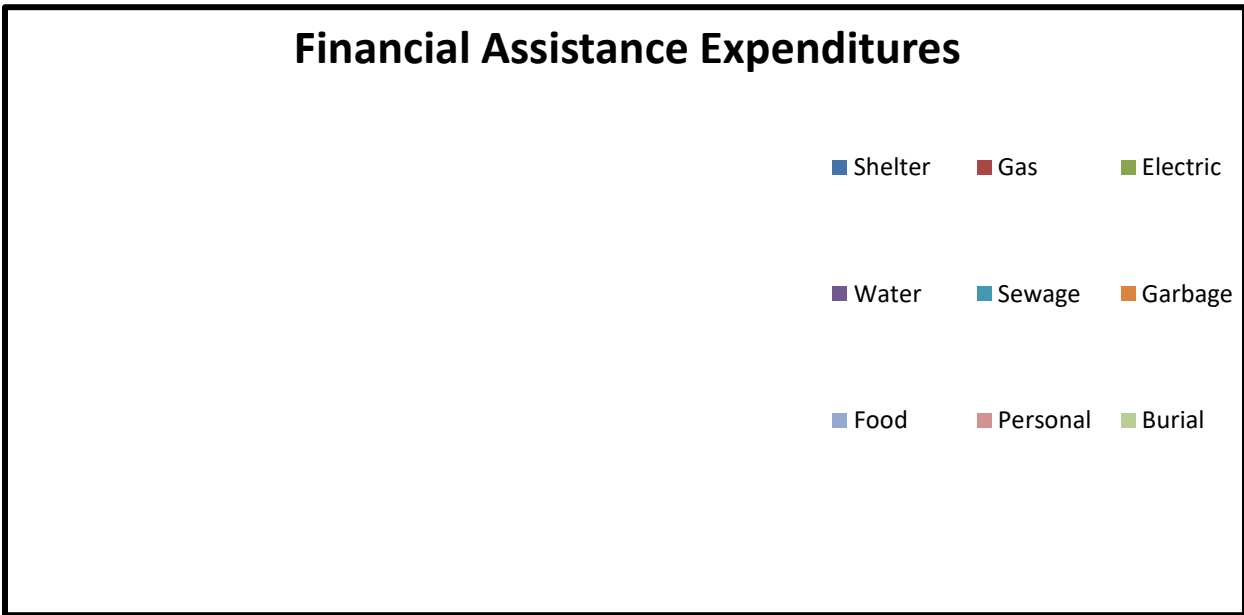 Financial Assistance Expenditures
Shelter Gas Electric
Water Sewage Garbage
Food Personal Burial